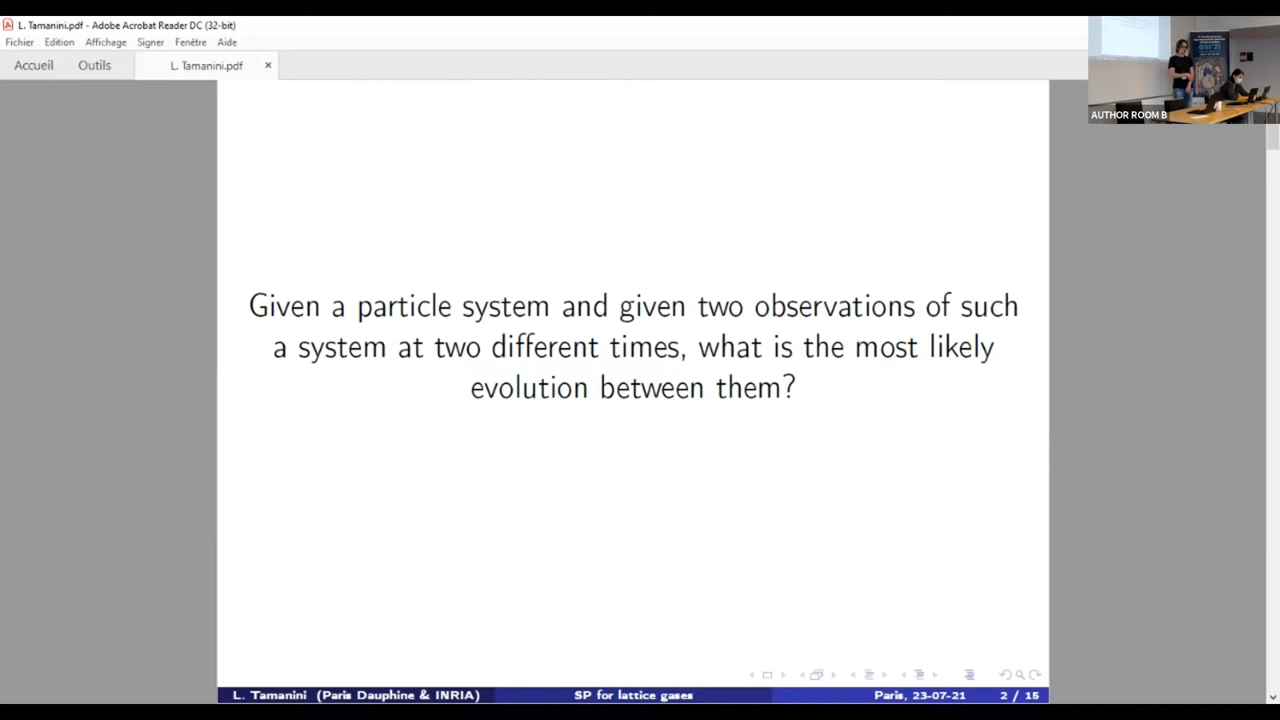 L. Tamanini.pdf - Adobe Acrobat Reader DC (32-bit)
Fichier Edition Affichage Signer Fenêtre Aide
Accueil Outils L. Tamanini.pdf ×
GSI'21
AUTHOR ROOM B
Given a particle system and given two observations of such
a system at two different times, what is the most likely
evolution between them?
L. Tamanini (Paris Dauphine & INRIA) SP for lattice gases Paris, 23-07-21 2 / 15